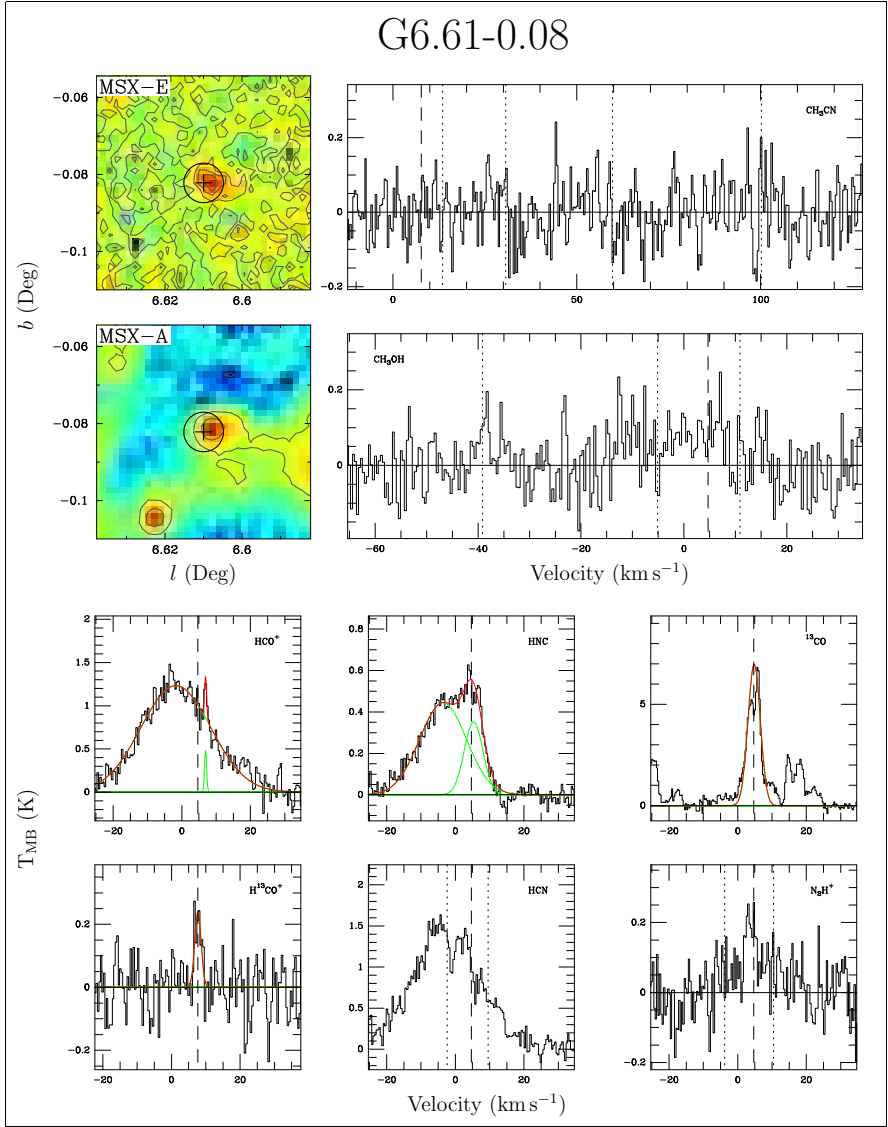 G6.61-0.08
MSX-E
−0.06
−0.08
−0.1
6.62 6.6
CH₃CN
0.2
0
−0.2
0 50 100
b (Deg)
MSX-A
−0.06
−0.08
−0.1
6.62 6.6
l (Deg)
CH₃OH
0.2
0
−60 −40 −20 0 20
Velocity (km s⁻¹)
HCO⁺
2
1.5
1
0.5
0
−20 0 20
HNC
0.8
0.6
0.4
0.2
0
−20 0 20
¹³CO
5
0
−20 0 20
T_MB (K)
H¹³CO⁺
0.2
0
−0.2
−20 0 20
HCN
2
1.5
1
0.5
0
−20 0 20
N₂H⁺
0.2
0
−0.2
−20 0 20
Velocity (km s⁻¹)